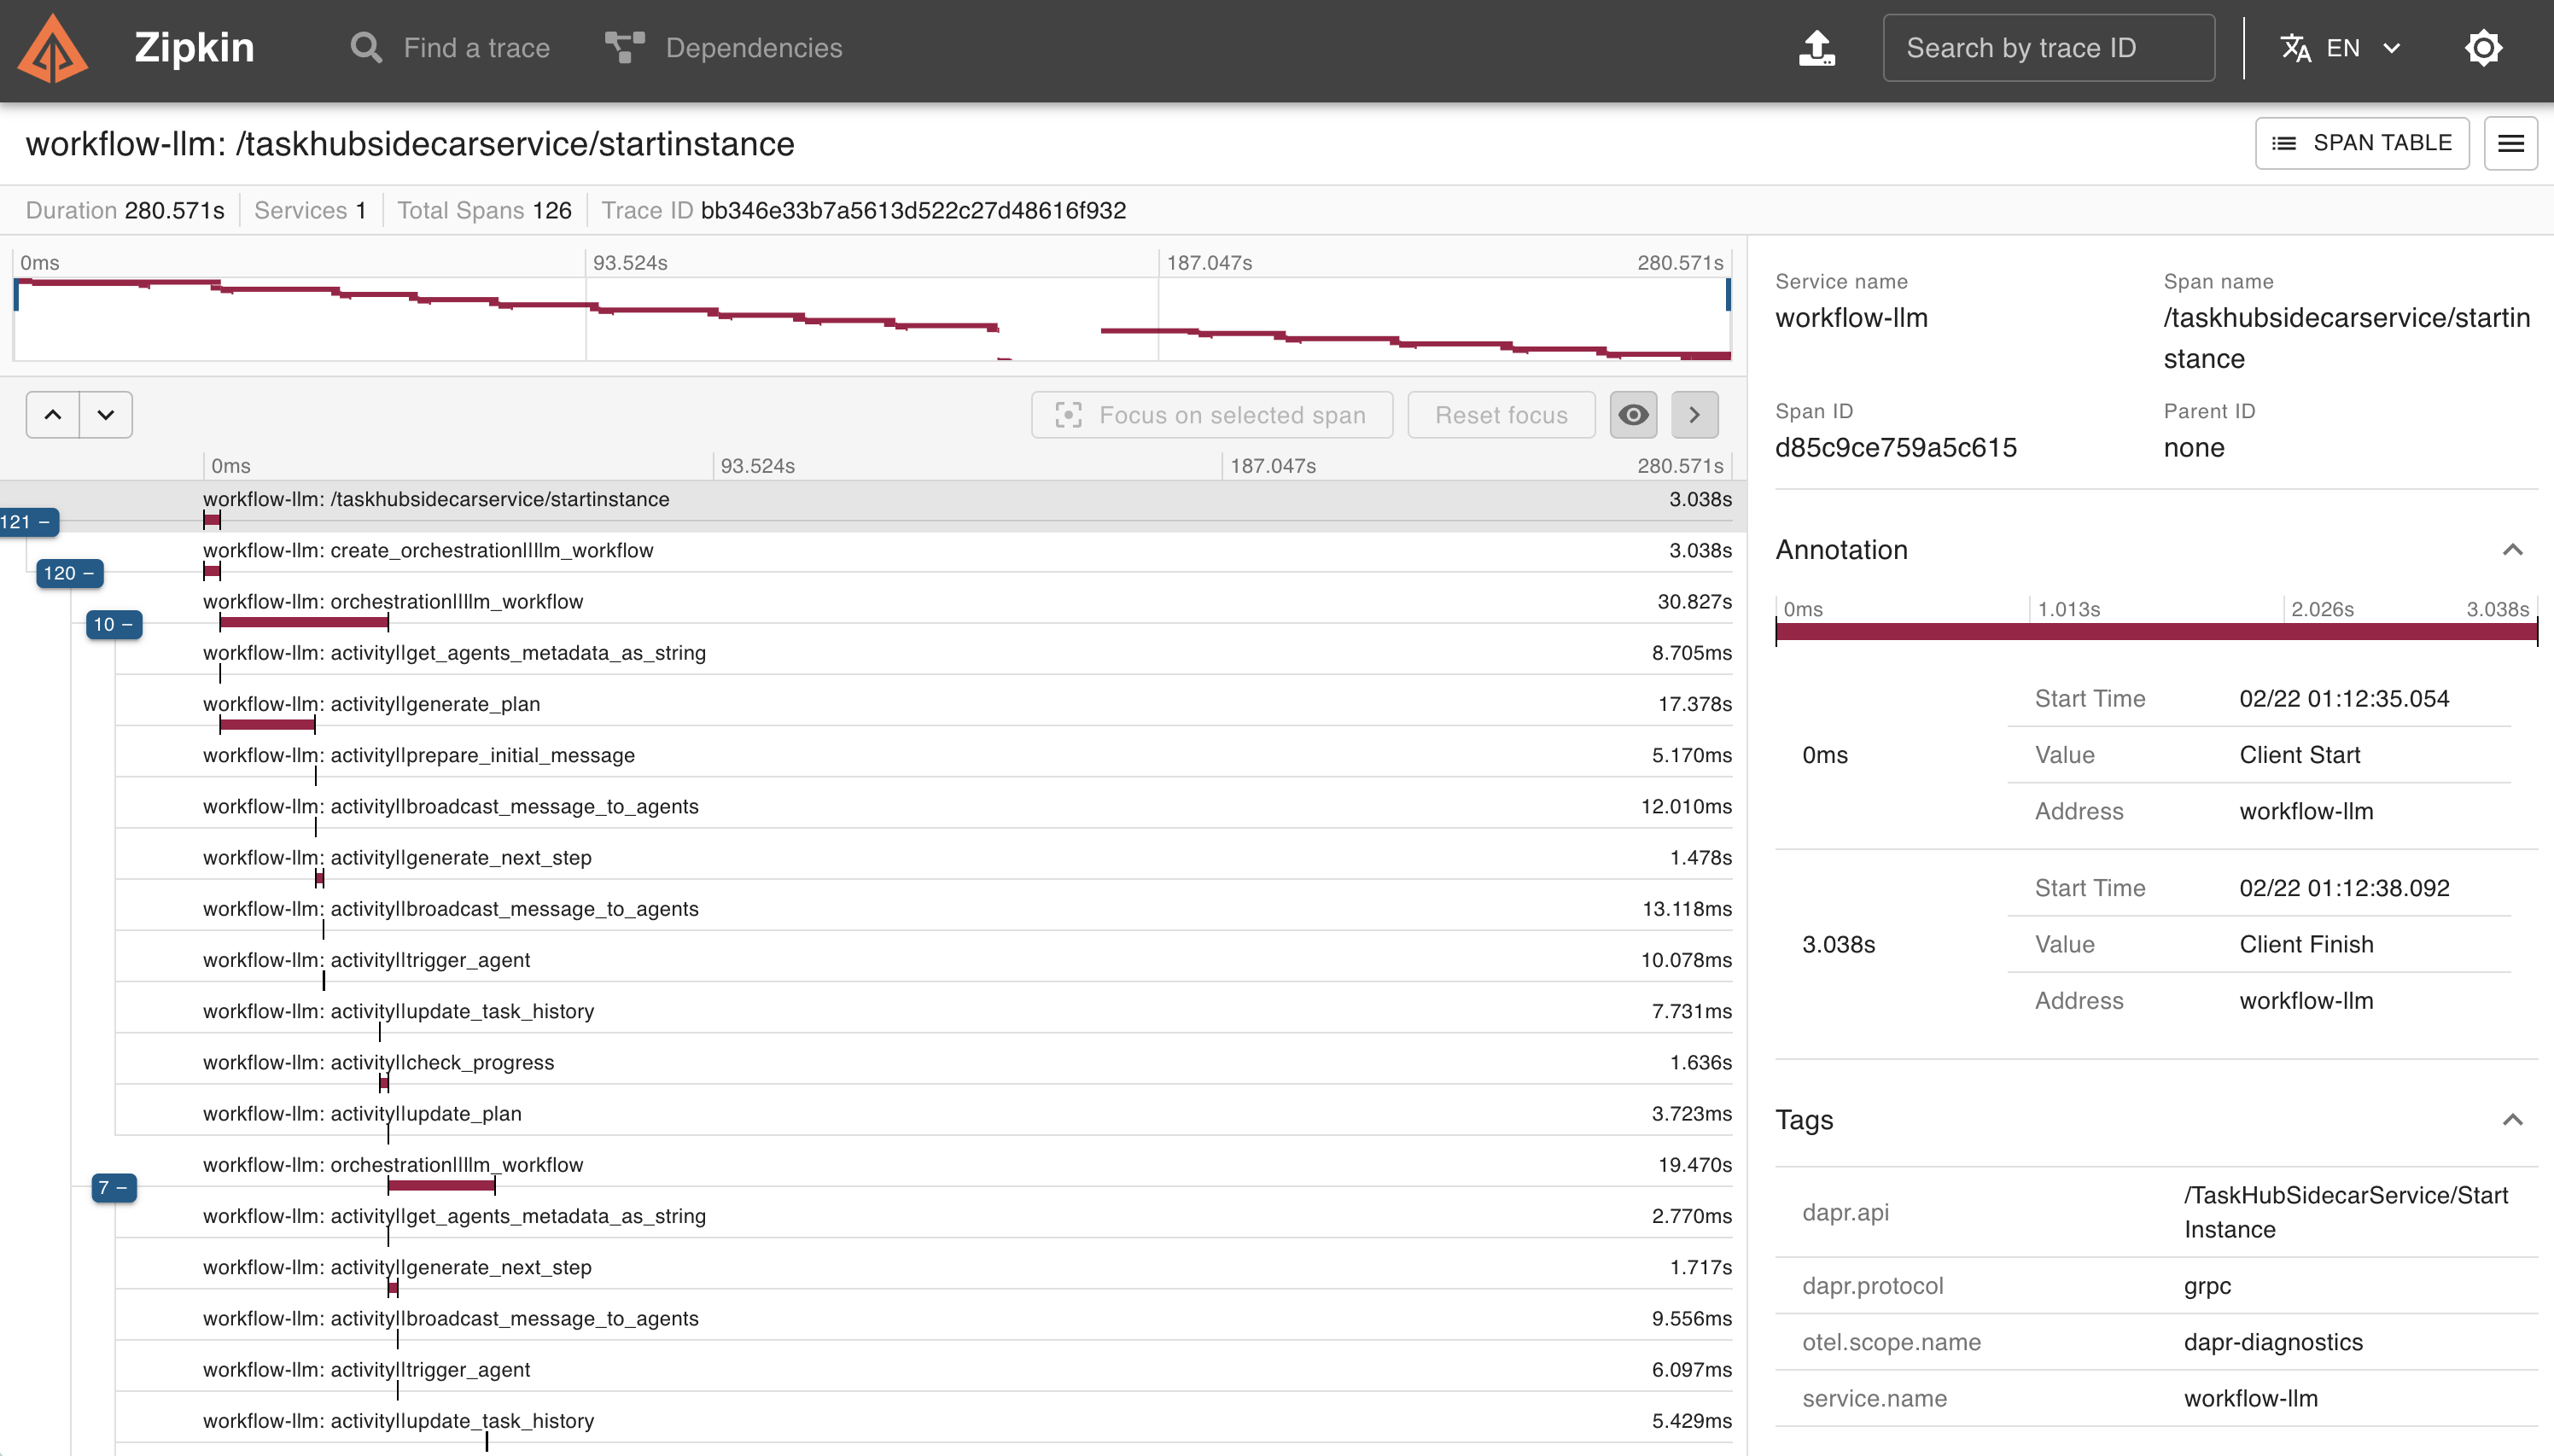 Zipkin
Find a trace
Dependencies
Search by trace ID
EN
workflow-llm: /taskhubsidecarservice/startinstance
SPAN TABLE
Duration 280.571s
Services 1
Total Spans 126
Trace ID bb346e33b7a5613d522c27d48616f932
0ms
93.524s
187.047s
280.571s
Focus on selected span
Reset focus
0ms
93.524s
187.047s
280.571s
workflow-llm: /taskhubsidecarservice/startinstance
3.038s
121 –
workflow-llm: create_orchestration||llm_workflow
3.038s
120 –
workflow-llm: orchestration||llm_workflow
30.827s
10 –
workflow-llm: activity||get_agents_metadata_as_string
8.705ms
workflow-llm: activity||generate_plan
17.378s
workflow-llm: activity||prepare_initial_message
5.170ms
workflow-llm: activity||broadcast_message_to_agents
12.010ms
workflow-llm: activity||generate_next_step
1.478s
workflow-llm: activity||broadcast_message_to_agents
13.118ms
workflow-llm: activity||trigger_agent
10.078ms
workflow-llm: activity||update_task_history
7.731ms
workflow-llm: activity||check_progress
1.636s
workflow-llm: activity||update_plan
3.723ms
workflow-llm: orchestration||llm_workflow
19.470s
7 –
workflow-llm: activity||get_agents_metadata_as_string
2.770ms
workflow-llm: activity||generate_next_step
1.717s
workflow-llm: activity||broadcast_message_to_agents
9.556ms
workflow-llm: activity||trigger_agent
6.097ms
workflow-llm: activity||update_task_history
5.429ms
Service name
workflow-llm
Span name
/taskhubsidecarservice/startin
stance
Span ID
d85c9ce759a5c615
Parent ID
none
Annotation
0ms
1.013s
2.026s
3.038s
0ms
Start Time
02/22 01:12:35.054
Value
Client Start
Address
workflow-llm
3.038s
Start Time
02/22 01:12:38.092
Value
Client Finish
Address
workflow-llm
Tags
dapr.api
/TaskHubSidecarService/Start
Instance
dapr.protocol
grpc
otel.scope.name
dapr-diagnostics
service.name
workflow-llm